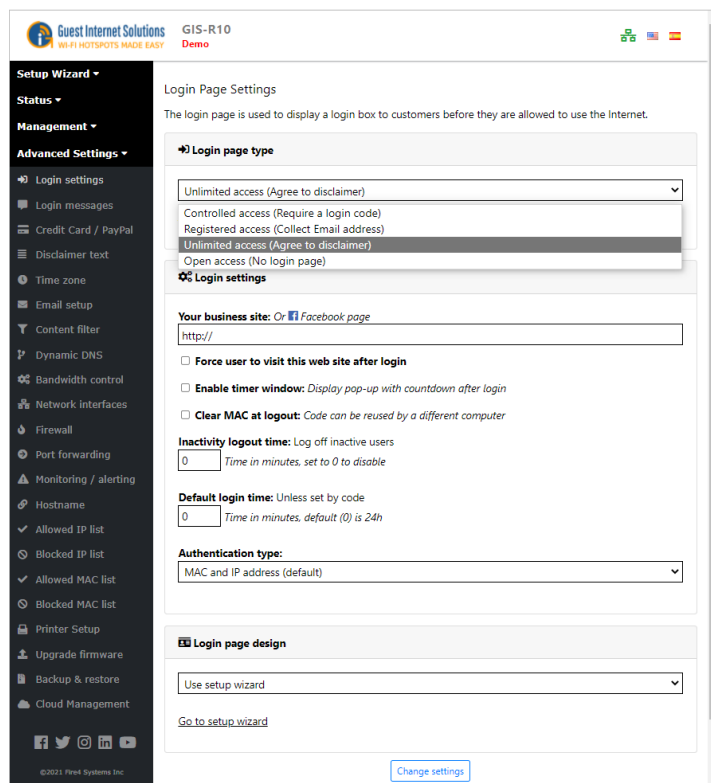 Guest Internet Solutions
WI-FI HOTSPOTS MADE EASY
GIS-R10
Demo
Setup Wizard
Status
Management
Advanced Settings
Login settings
Login messages
Credit Card / PayPal
Disclaimer text
Time zone
Email setup
Content filter
Dynamic DNS
Bandwidth control
Network interfaces
Firewall
Port forwarding
Monitoring / alerting
Hostname
Allowed IP list
Blocked IP list
Allowed MAC list
Blocked MAC list
Printer Setup
Upgrade firmware
Backup & restore
Cloud Management
©2021 Fire4 Systems Inc
Login Page Settings
The login page is used to display a login box to customers before they are allowed to use the Internet.
Login page type
Unlimited access (Agree to disclaimer)
Controlled access (Require a login code)
Registered access (Collect Email address)
Unlimited access (Agree to disclaimer)
Open access (No login page)
Login settings
Your business site: Or Facebook page
http://
Force user to visit this web site after login
Enable timer window: Display pop-up with countdown after login
Clear MAC at logout: Code can be reused by a different computer
Inactivity logout time: Log off inactive users
0 Time in minutes, set to 0 to disable
Default login time: Unless set by code
0 Time in minutes, default (0) is 24h
Authentication type:
MAC and IP address (default)
Login page design
Use setup wizard
Go to setup wizard
Change settings